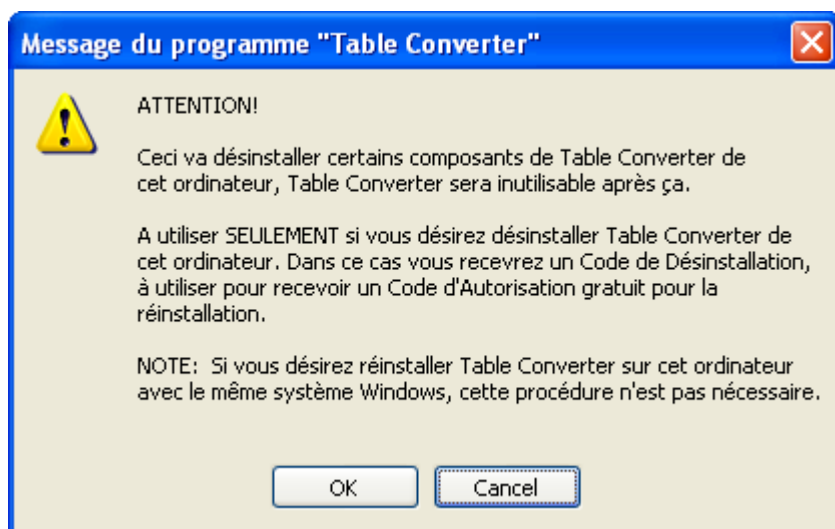 Message du programme "Table Converter"
ATTENTION!
Ceci va désinstaller certains composants de Table Converter de
cet ordinateur, Table Converter sera inutilisable après ça.
A utiliser SEULEMENT si vous désirez désinstaller Table Converter de
cet ordinateur. Dans ce cas vous recevrez un Code de Désinstallation,
à utiliser pour recevoir un Code d'Autorisation gratuit pour la
réinstallation.
NOTE:  Si vous désirez réinstaller Table Converter sur cet ordinateur
avec le même système Windows, cette procédure n'est pas nécessaire.
OK
Cancel